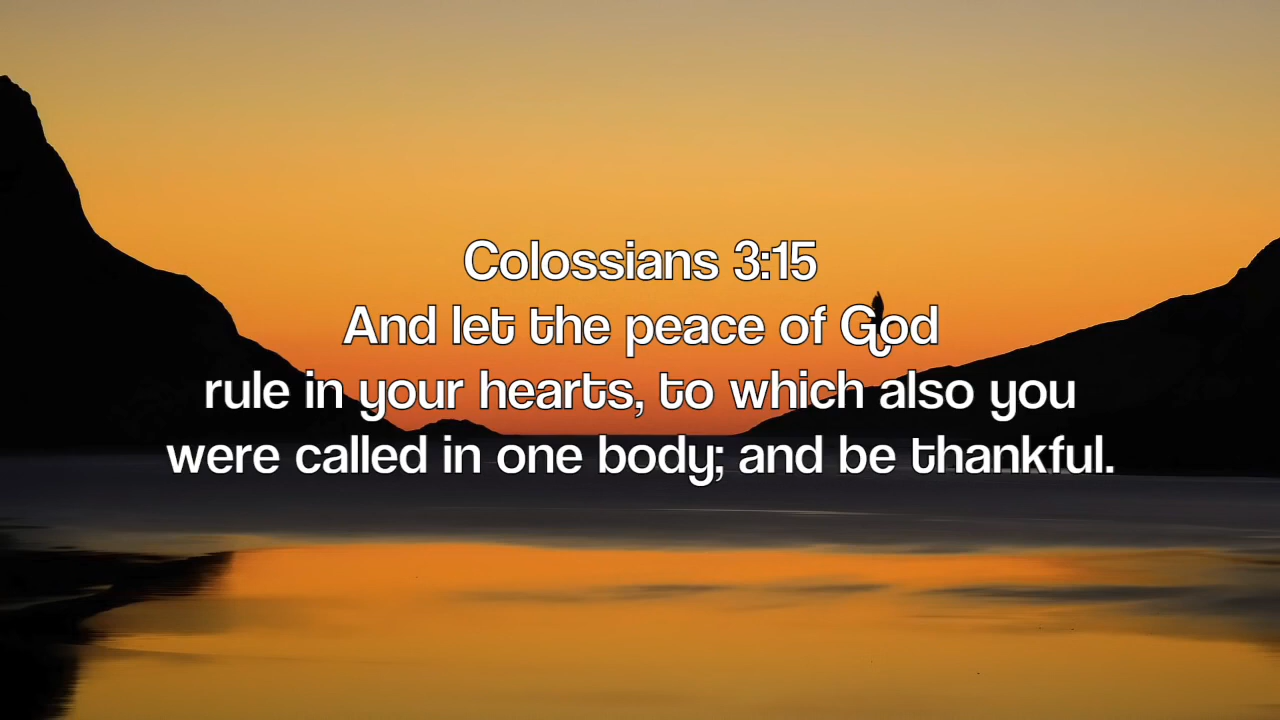 Colossians 3:15
And let the peace of God
rule in your hearts, to which also you
were called in one body; and be thankful.